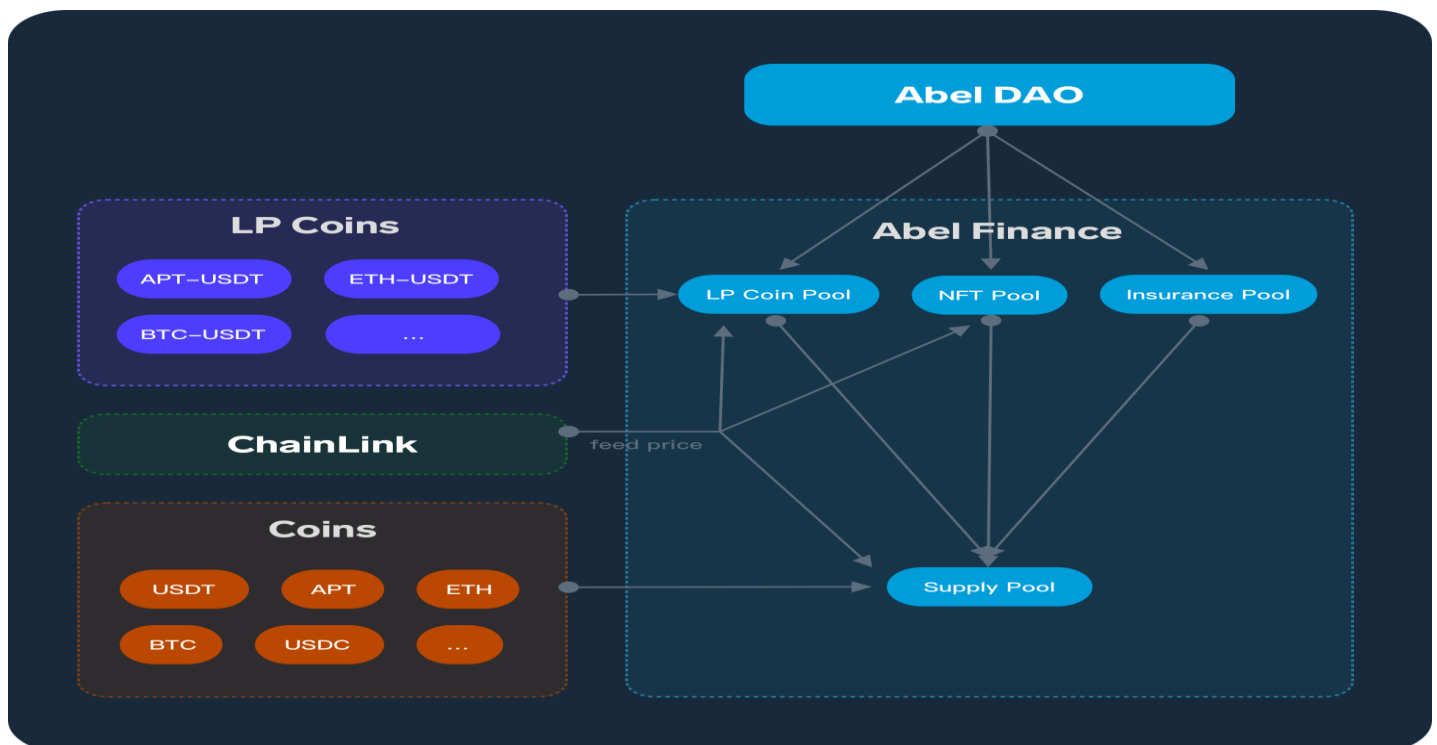 Abel DAO
LP Coins
APT–USDT
ETH–USDT
BTC–USDT
...
ChainLink
feed price
Coins
USDT
APT
ETH
BTC
USDC
...
Abel Finance
LP Coin Pool
NFT Pool
Insurance Pool
Supply Pool